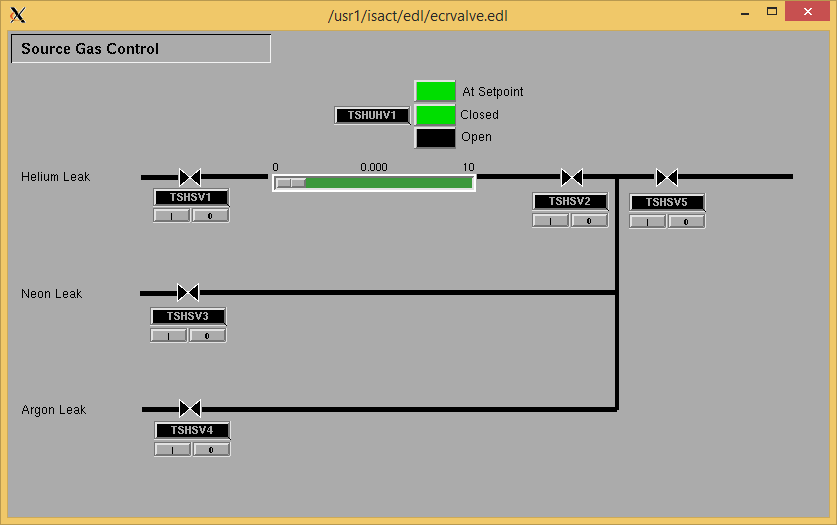 /usr1/isact/edl/ecrvalve.edl
Source Gas Control
At Setpoint
TSHUHV1
Closed
Open
0 0.000 10
Helium Leak
TSHSV1
| 0
TSHSV2
| 0
TSHSV5
| 0
Neon Leak
TSHSV3
| 0
Argon Leak
TSHSV4
| 0